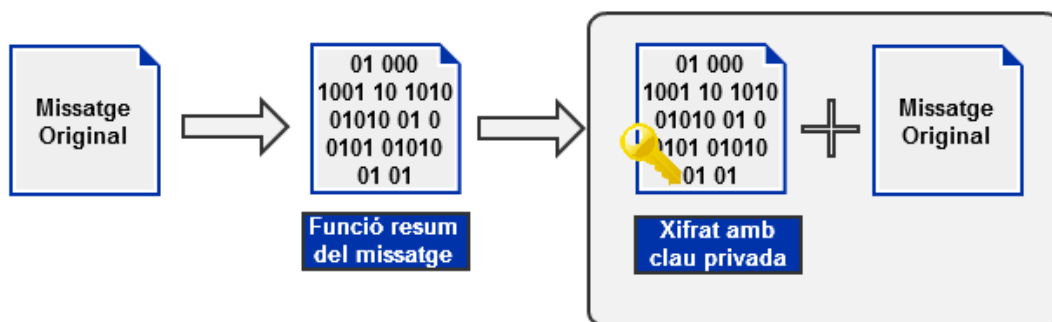 Missatge
Original
01 000
1001 10 1010
01010 01 0
0101 01010
01 01
Funció resum
del missatge
01 000
1001 10 1010
01010 01 0
0101 01010
01 01
Xifrat amb
clau privada
Missatge
Original